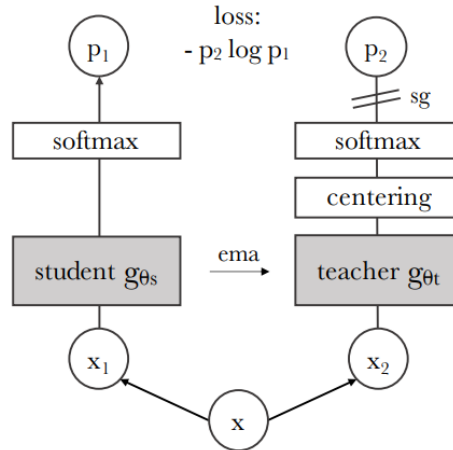 loss:
- p₂ log p₁
p₁
p₂
sg
softmax
softmax
centering
student gθs
ema
teacher gθt
x₁
x₂
x